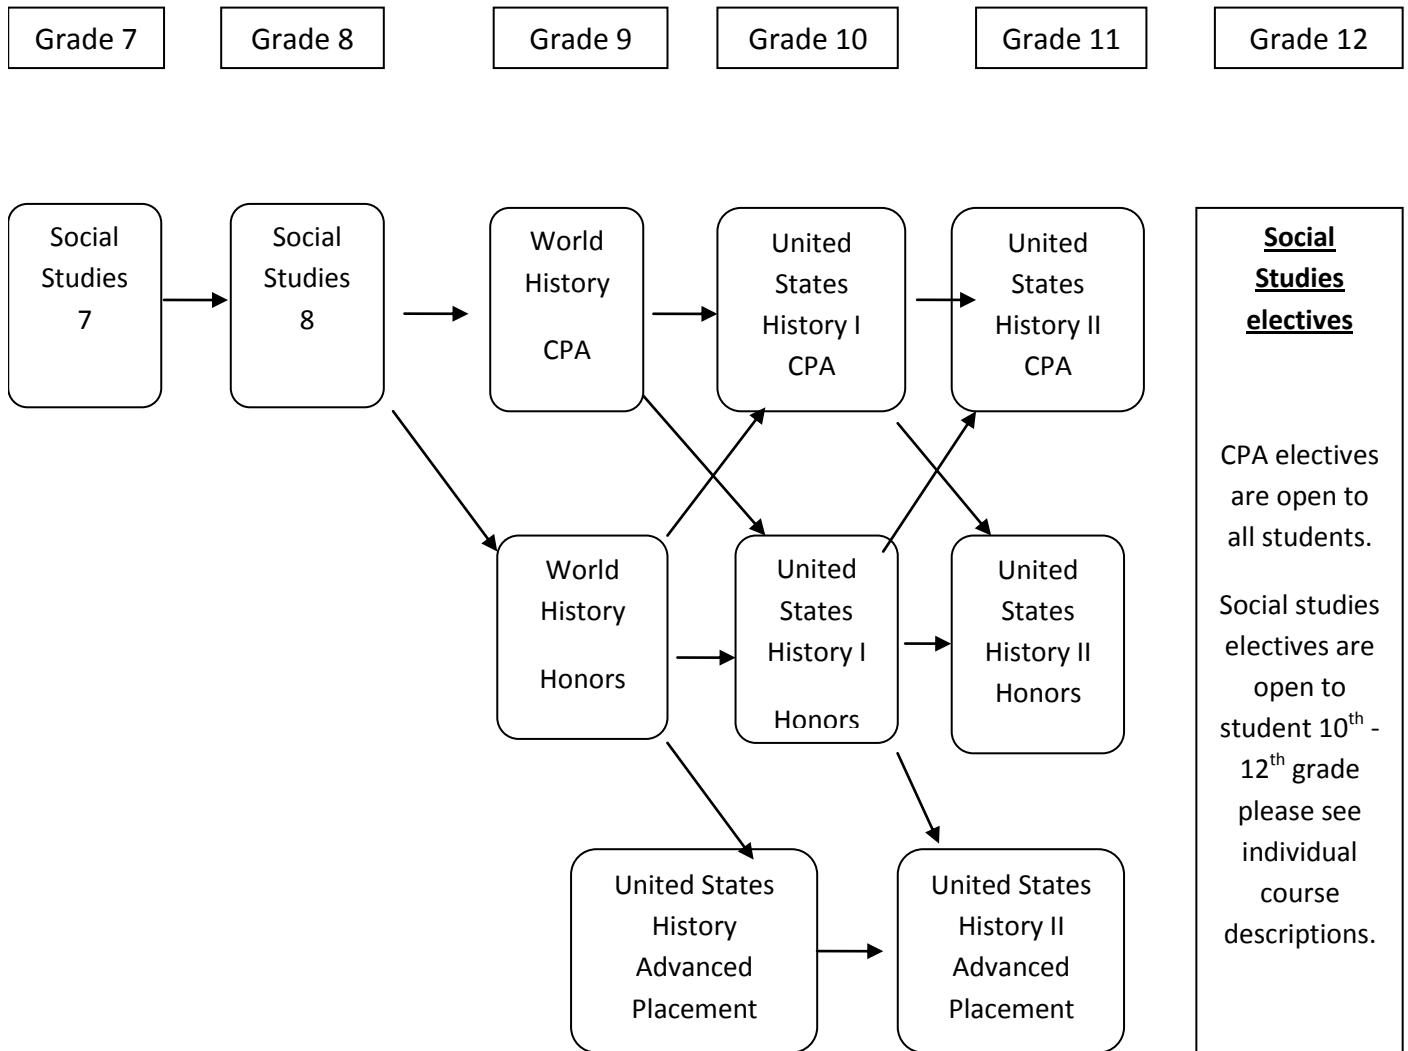 Grade 7
Grade 8
Grade 9
Grade 10
Grade 11
Grade 12
Social
Studies
7
Social
Studies
8
World
History
CPA
United
States
History I
CPA
United
States
History II
CPA
World
History
Honors
United
States
History I
Honors
United
States
History II
Honors
United States
History
Advanced
Placement
United States
History II
Advanced
Placement
Social
Studies
electives
CPA electives
are open to
all students.
Social studies
electives are
open to
student 10th -
12th grade
please see
individual
course
descriptions.